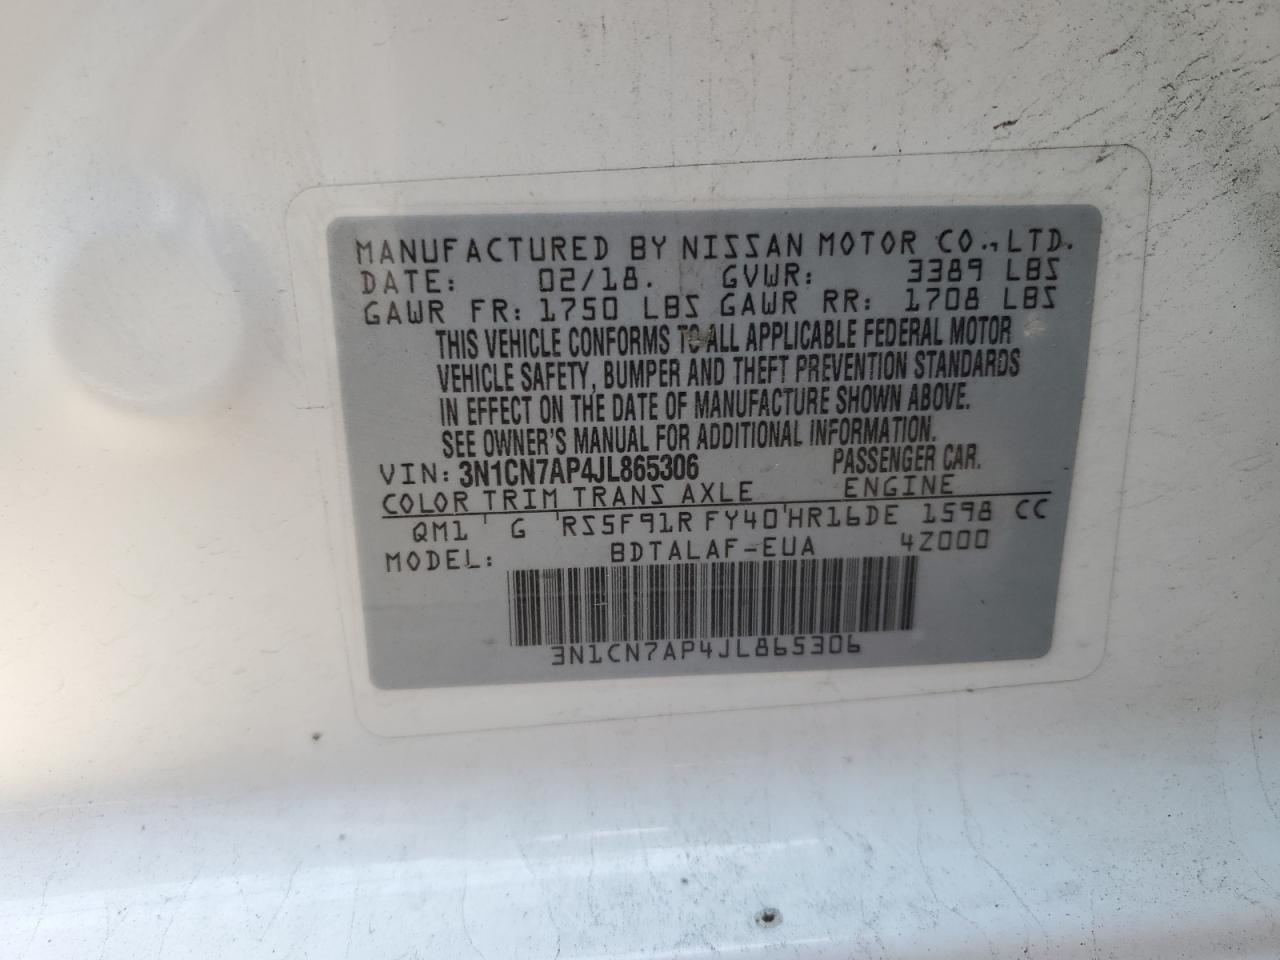 MANUFACTURED BY NISSAN MOTOR CO.,LTD.
DATE: 02/18. GVWR: 3389 LBS
GAWR FR: 1750 LBS GAWR RR: 1708 LBS
THIS VEHICLE CONFORMS TO ALL APPLICABLE FEDERAL MOTOR
VEHICLE SAFETY, BUMPER AND THEFT PREVENTION STANDARDS
IN EFFECT ON THE DATE OF MANUFACTURE SHOWN ABOVE.
SEE OWNER'S MANUAL FOR ADDITIONAL INFORMATION.
VIN: 3N1CN7AP4JL865306 PASSENGER CAR.
COLOR TRIM TRANS AXLE ENGINE
QM1 ' G ' RS5F91R FY40 ' HR16DE 1598 CC
MODEL: BDTALAF-EUA 4Z000
3N1CN7AP4JL865306